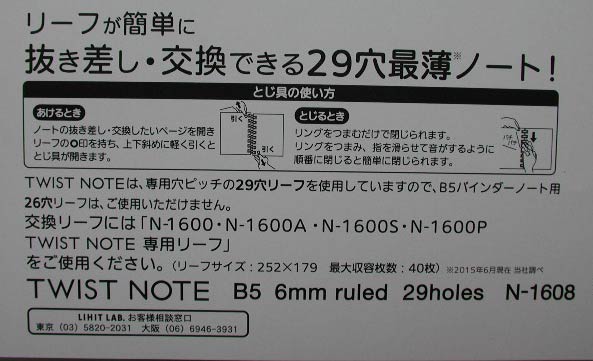 リーフが簡単に
抜き差し・交換できる29穴最薄※ノート!
とじ具の使い方
あけるとき
ノートの抜き差し・交換したいページを開き
リーフの○印を持ち、上下斜めに軽く引くと
とじ具が開きます。
引く
引く
とじるとき
リングをつまむだけで閉じられます。
リングをつまみ、指を滑らせて音がするように
順番に閉じると簡単に閉じられます。
パチパチ
TWIST NOTEは、専用穴ピッチの29穴リーフを使用していますので、B5バインダーノート用
26穴リーフは、ご使用いただけません。
交換リーフには「N-1600・N-1600A・N-1600S・N-1600P
TWIST NOTE 専用リーフ」
をご使用ください。(リーフサイズ:252×179 最大収容枚数:40枚) ※2015年6月現在 当社調べ
TWIST NOTE B5 6mm ruled 29holes N-1608
LIHIT LAB. お客様相談窓口
東京 (03) 5820-2031 大阪 (06) 6946-3931